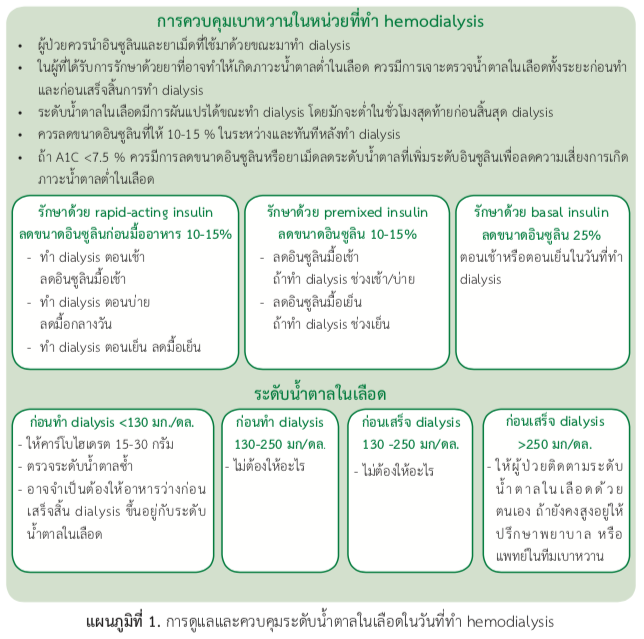 การควบคุมเบาหวานในหน่วยที่ทำ hemodialysis
• ผู้ป่วยควรนำอินซูลินและยาเม็ดที่ใช้มาด้วยขณะมาทำ dialysis
• ในผู้ที่ได้รับการรักษาด้วยยาที่อาจทำให้เกิดภาวะน้ำตาลต่ำในเลือด ควรมีการเจาะตรวจน้ำตาลในเลือดทั้งระยะก่อนทำ
และก่อนเสร็จสิ้นการทำ dialysis
• ระดับน้ำตาลในเลือดมีการผันแปรได้ขณะทำ dialysis โดยมักจะต่ำในชั่วโมงสุดท้ายก่อนสิ้นสุด dialysis
• ควรลดขนาดอินซูลินที่ให้ 10-15 % ในระหว่างและทันทีหลังทำ dialysis
• ถ้า A1C <7.5 % ควรมีการลดขนาดอินซูลินหรือยาเม็ดลดระดับน้ำตาลที่เพิ่มระดับอินซูลินเพื่อลดความเสี่ยงการเกิด
ภาวะน้ำตาลต่ำในเลือด
รักษาด้วย rapid-acting insulin
ลดขนาดอินซูลินก่อนมื้ออาหาร 10-15%
- ทำ dialysis ตอนเช้า
ลดอินซูลินมื้อเช้า
- ทำ dialysis ตอนบ่าย
ลดมื้อกลางวัน
- ทำ dialysis ตอนเย็น ลดมื้อเย็น
รักษาด้วย premixed insulin
ลดขนาดอินซูลิน 10-15%
- ลดอินซูลินมื้อเช้า
ถ้าทำ dialysis ช่วงเช้า/บ่าย
- ลดอินซูลินมื้อเย็น
ถ้าทำ dialysis ช่วงเย็น
รักษาด้วย basal insulin
ลดขนาดอินซูลิน 25%
ตอนเช้าหรือตอนเย็นในวันที่ทำ
dialysis
ระดับน้ำตาลในเลือด
ก่อนทำ dialysis <130 มก./ดล.
- ให้คาร์โบไฮเดรต 15-30 กรัม
- ตรวจระดับน้ำตาลซ้ำ
- อาจจำเป็นต้องให้อาหารว่างก่อน
เสร็จสิ้น dialysis ขึ้นอยู่กับระดับ
น้ำตาลในเลือด
ก่อนทำ dialysis
130-250 มก/ดล.
- ไม่ต้องให้อะไร
ก่อนเสร็จ dialysis
130 -250 มก/ดล.
- ไม่ต้องให้อะไร
ก่อนเสร็จ dialysis
>250 มก/ดล.
- ให้ผู้ป่วยติดตามระดับ
น้ำตาลในเลือดด้วย
ตนเอง ถ้ายังคงสูงอยู่ให้
ปรึกษาพยาบาล หรือ
แพทย์ในทีมเบาหวาน
แผนภูมิที่ 1. การดูแลและควบคุมระดับน้ำตาลในเลือดในวันที่ทำ hemodialysis